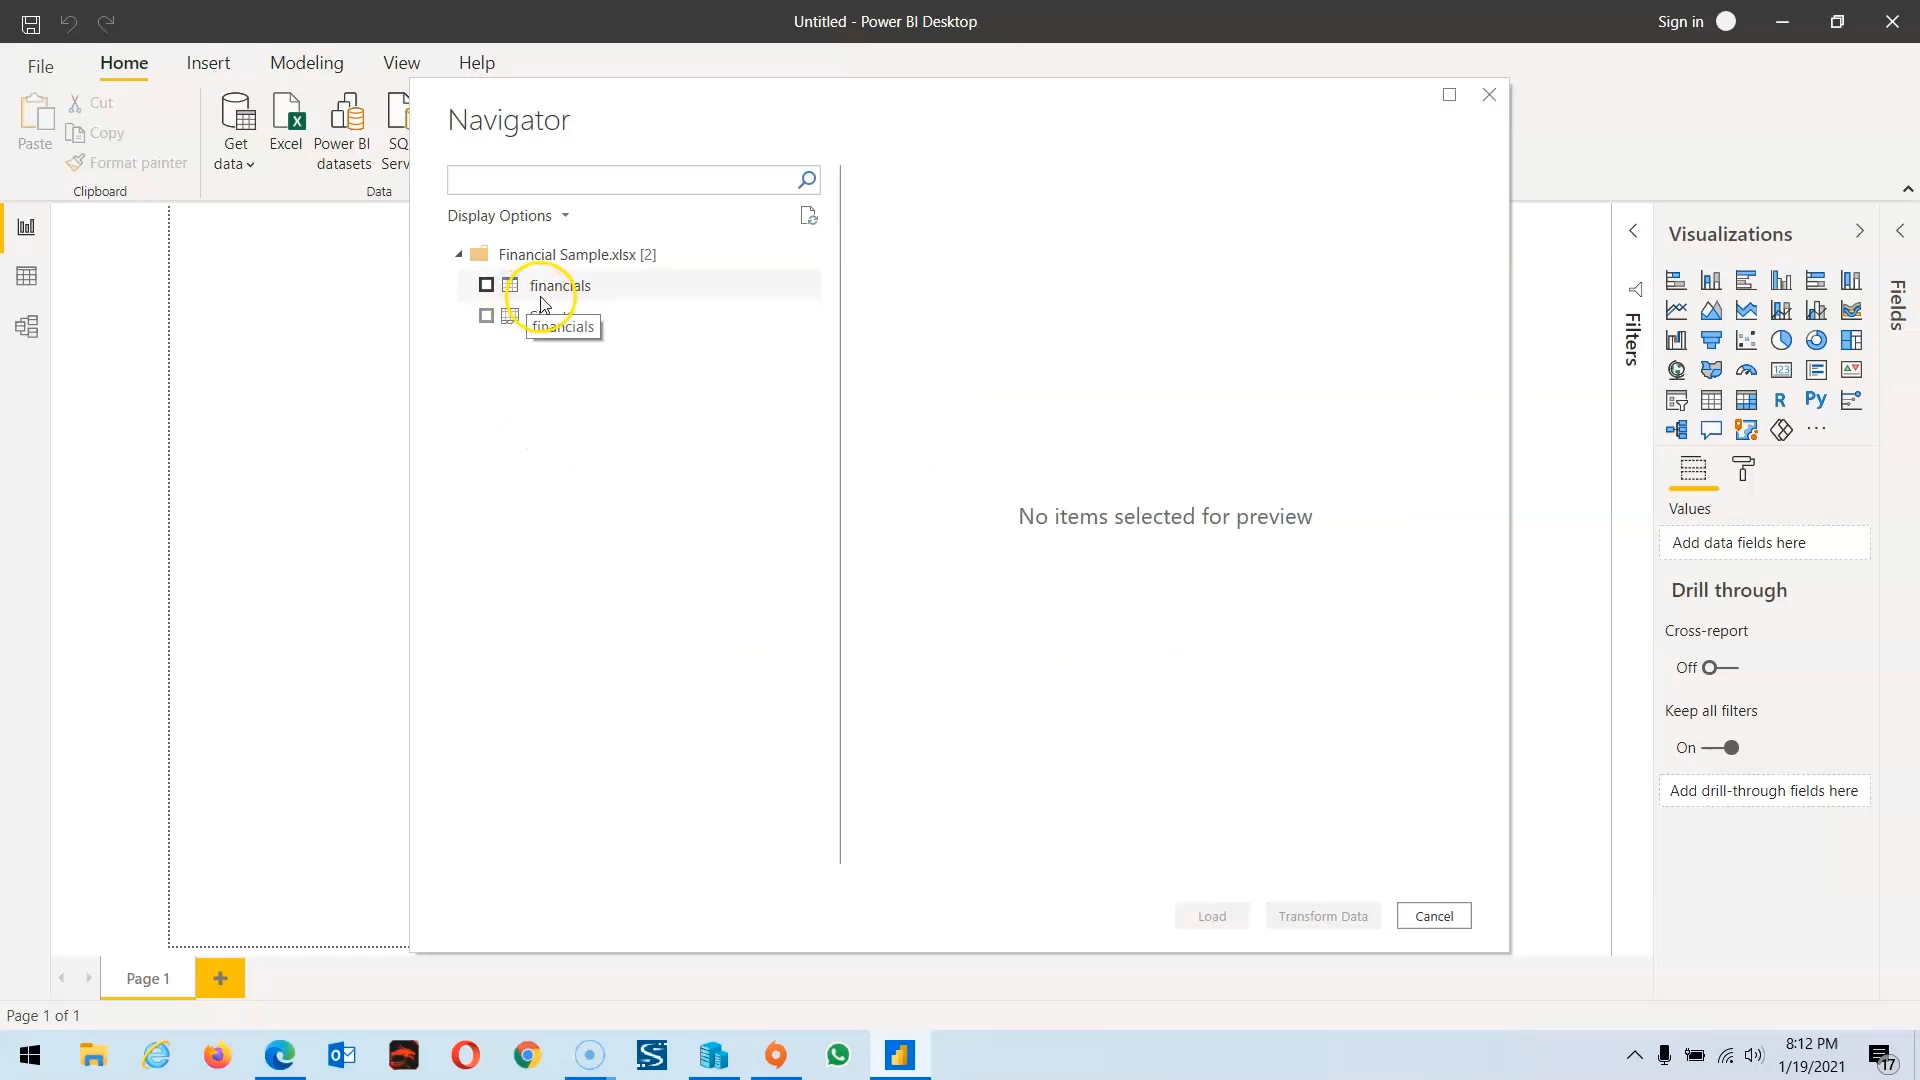 Untitled - Power BI Desktop
Sign in
File
Home
Insert
Modeling
View
Help
Paste
Cut
Copy
Format painter
Clipboard
Get
data
Excel
Power BI
datasets
SQ
Serv
Data
Navigator
Display Options
Financial Sample.xlsx [2]
financials
financials
No items selected for preview
Load
Transform Data
Cancel
Filters
Visualizations
Fields
123
R
Py
Values
Add data fields here
Drill through
Cross-report
Off
Keep all filters
On
Add drill-through fields here
Page 1
Page 1 of 1
8:12 PM
1/19/2021
17